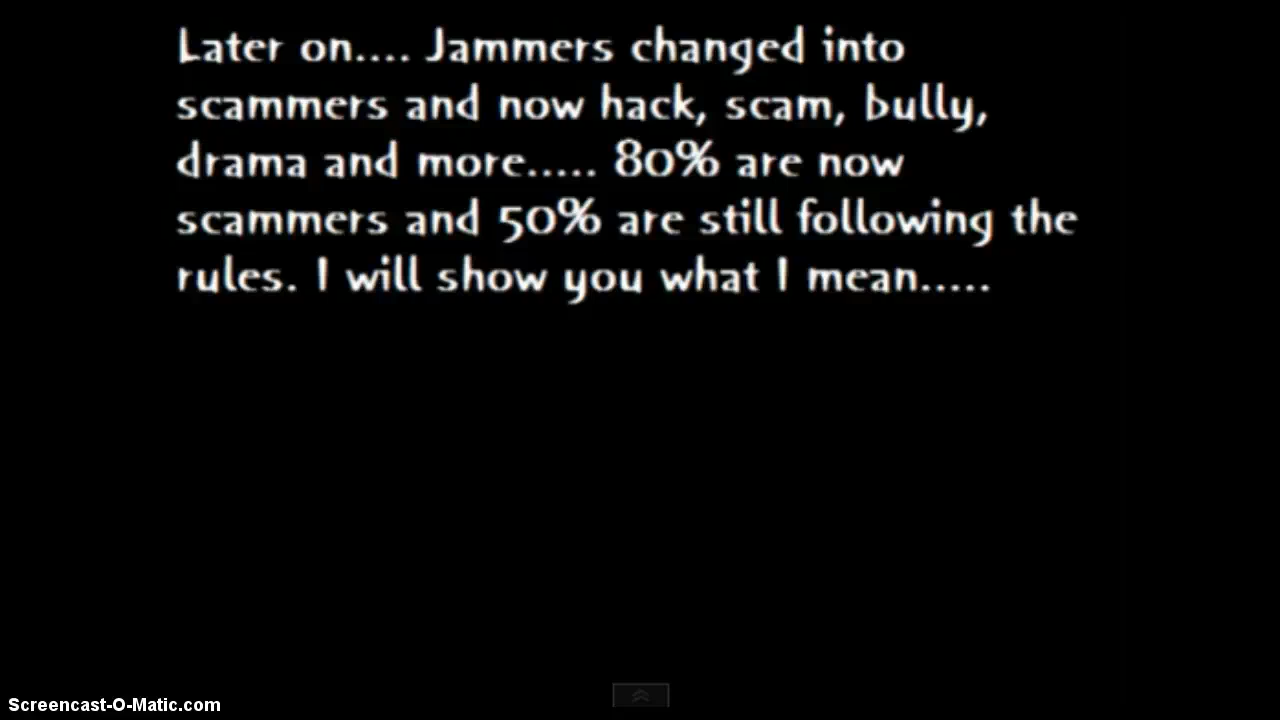 Later on.... Jammers changed into
scammers and now hack, scam, bully,
drama and more..... 80% are now
scammers and 50% are still following the
rules. I will show you what I mean.....
Screencast-O-Matic.com